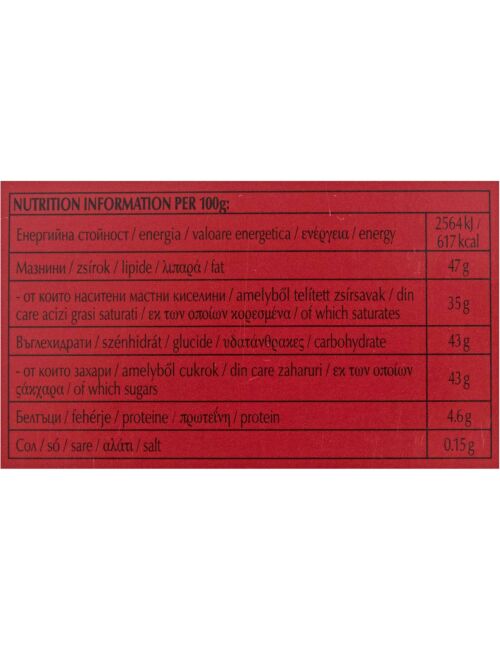 NUTRITION INFORMATION PER 100g:
Енергийна стойност / energia / valoare energetica / ενέργεια / energy
2564 kJ /
617 kcal
Мазнини / zsírok / lipide / λιπαρά / fat
47 g
- от които наситени мастни киселини / amelyből telített zsírsavak / din
care acizi grasi saturati / εκ των οποίων κορεσμένα / of which saturates
35 g
Въглехидрати / szénhidrát / glucide / υδατάνθρακες / carbohydrate
43 g
- от които захари / amelyből cukrok / din care zaharuri / εκ των οποίων
ζάκχαρα / of which sugars
43 g
Белтъци / fehérje / proteine / πρωτεΐνη / protein
4.6 g
Сол / só / sare / αλάτι / salt
0.15 g